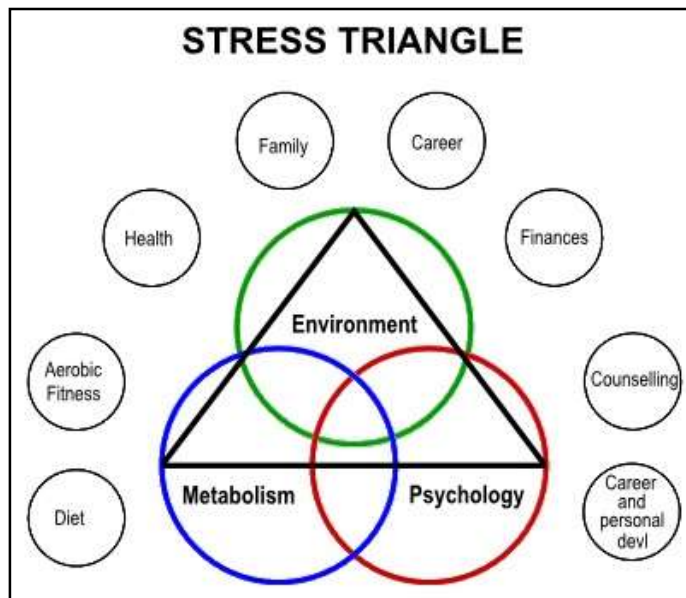 STRESS TRIANGLE
Family
Career
Health
Finances
Environment
Aerobic
Fitness
Counselling
Metabolism
Psychology
Diet
Career
and
personal
devl